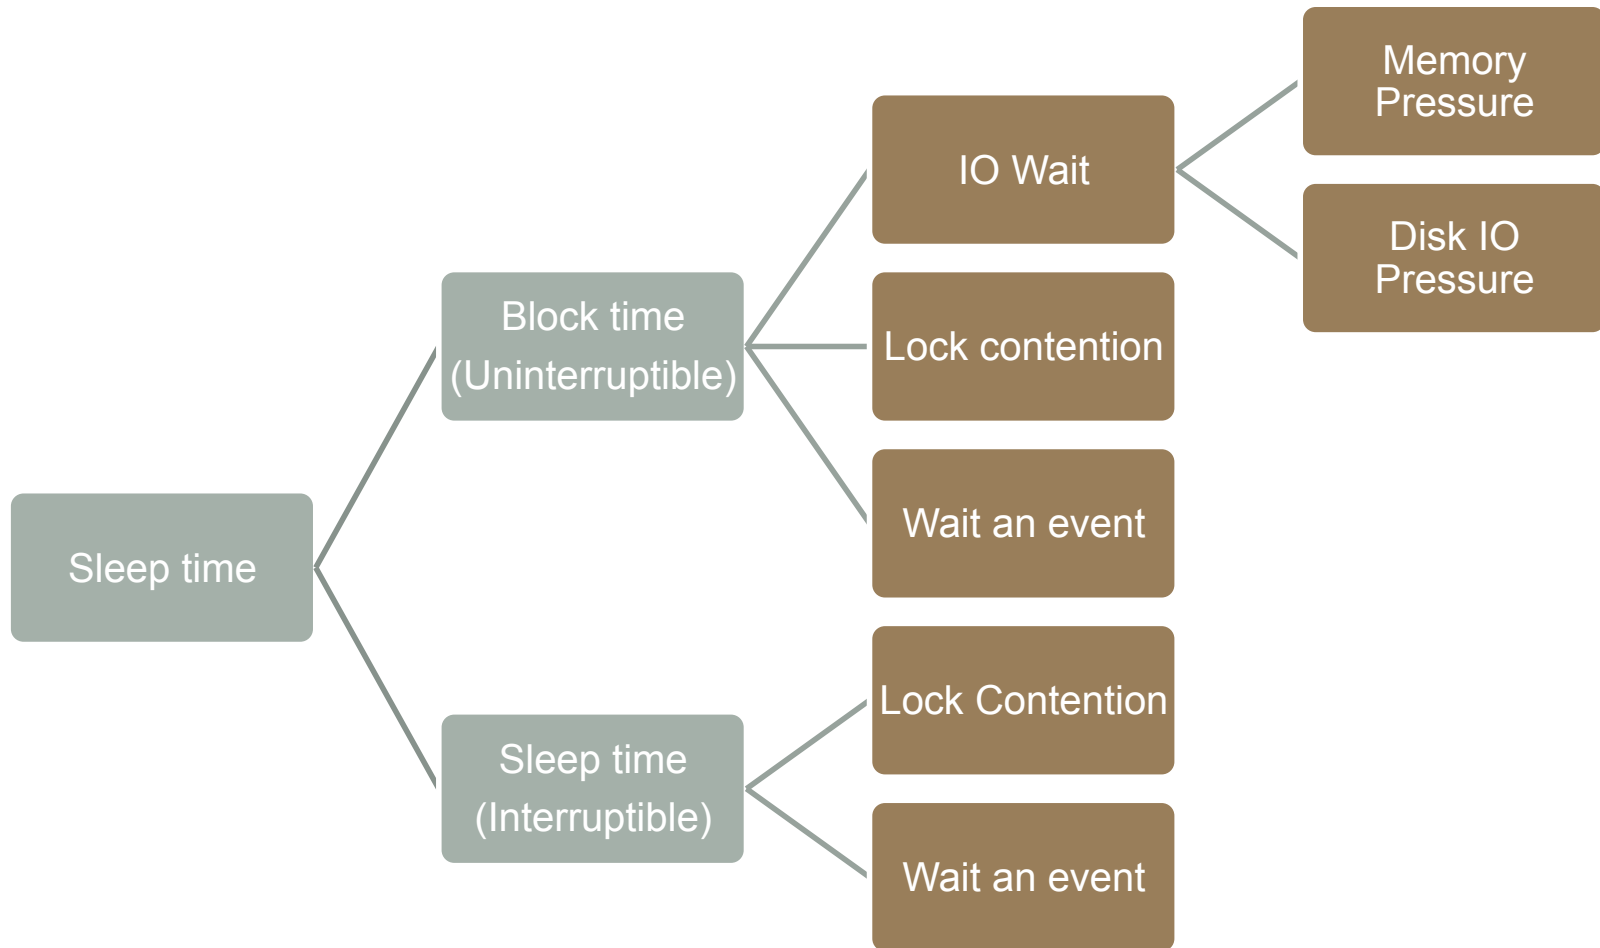 Sleep time
Block time
(Uninterruptible)
IO Wait
Memory
Pressure
Disk IO
Pressure
Lock contention
Wait an event
Sleep time
(Interruptible)
Lock Contention
Wait an event